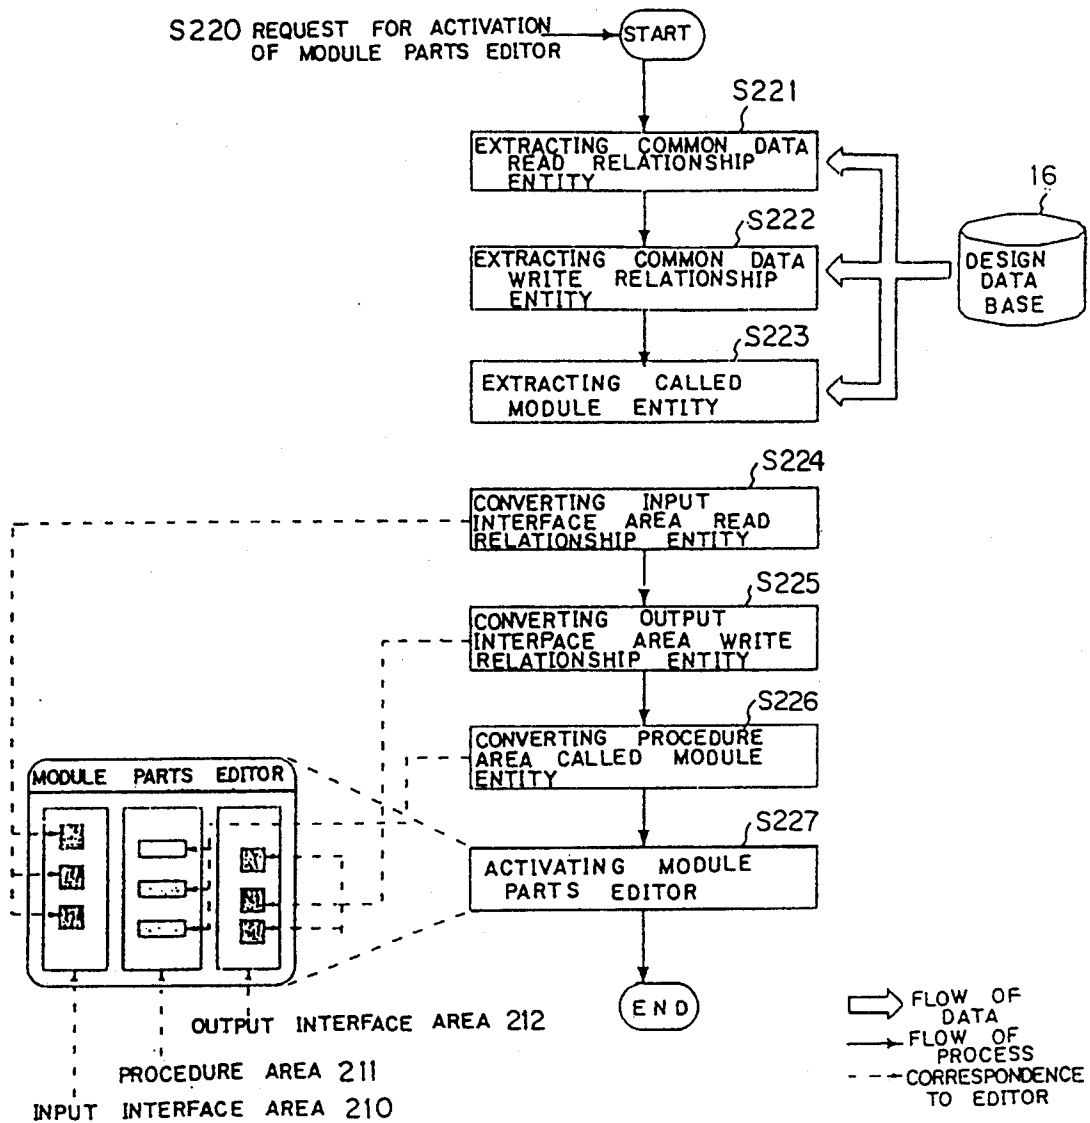 S220 REQUEST FOR ACTIVATION
OF MODULE PARTS EDITOR
START
S221
EXTRACTING COMMON DATA
READ RELATIONSHIP
ENTITY
S222
EXTRACTING COMMON DATA
WRITE RELATIONSHIP
ENTITY
16
DESIGN
DATA
BASE
S223
EXTRACTING CALLED
MODULE ENTITY
S224
CONVERTING INPUT
INTERFACE AREA READ
RELATIONSHIP ENTITY
S225
CONVERTING OUTPUT
INTERPACE AREA WRITE
RELATIONSHIP ENTITY
S226
CONVERTING PROCEDURE
AREA CALLED MODULE
ENTITY
MODULE PARTS EDITOR
S227
ACTIVATING MODULE
PARTS EDITOR
END
OUTPUT INTERFACE AREA 212
PROCEDURE AREA 211
INPUT INTERFACE AREA 210
FLOW OF
DATA
FLOW OF
PROCESS
CORRESPONDENCE
TO EDITOR